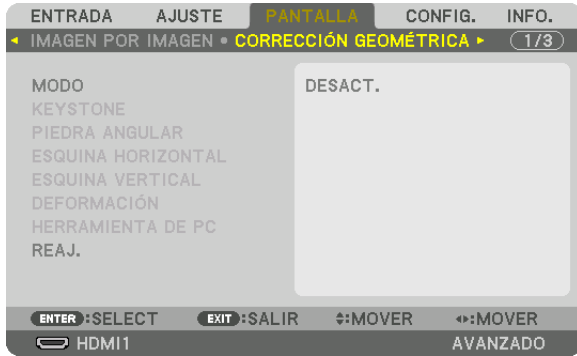 ENTRADA AJUSTE PANTALLA CONFIG. INFO.
IMAGEN POR IMAGEN • CORRECCIÓN GEOMÉTRICA 1/3
MODO DESACT.
KEYSTONE
PIEDRA ANGULAR
ESQUINA HORIZONTAL
ESQUINA VERTICAL
DEFORMACIÓN
HERRAMIENTA DE PC
REAJ.
ENTER :SELECT EXIT :SALIR :MOVER :MOVER
HDMI1 AVANZADO